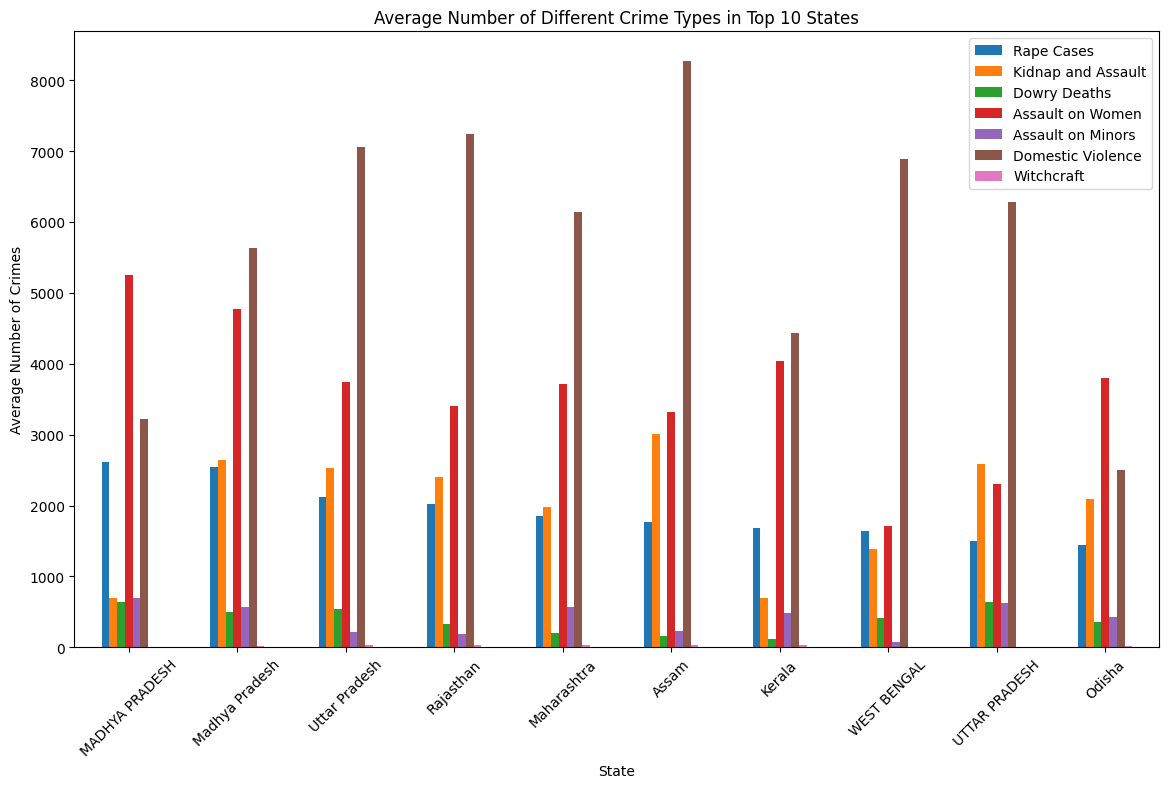 Average Number of Different Crime Types in Top 10 States
Rape Cases
Kidnap and Assault
Dowry Deaths
Assault on Women
Assault on Minors
Domestic Violence
Witchcraft
Average Number of Crimes
8000
7000
6000
5000
4000
3000
2000
1000
0
MADHYA PRADESH
Madhya Pradesh
Uttar Pradesh
Rajasthan
Maharashtra
Assam
Kerala
WEST BENGAL
UTTAR PRADESH
Odisha
State